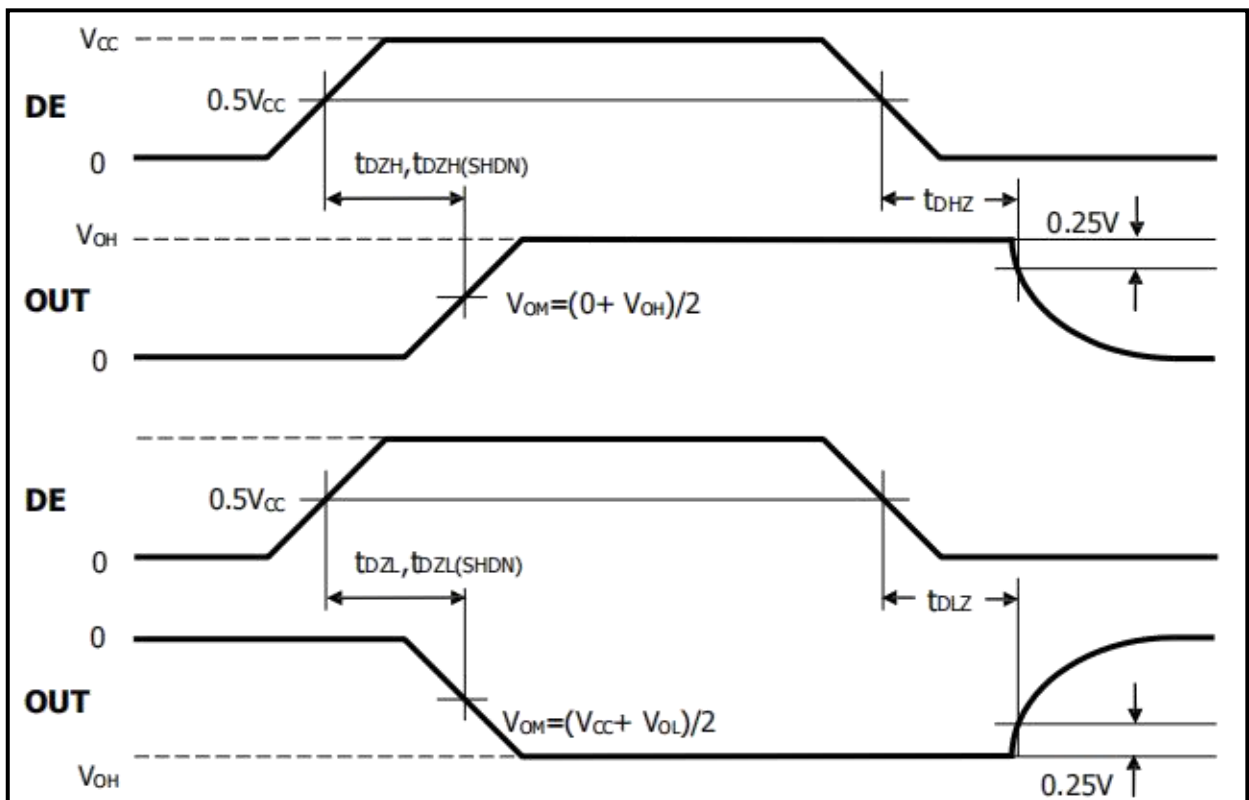 VCC
DE
0.5VCC
0
tDZH,tDZH(SHDN)
tDHZ
0.25V
VOH
OUT
VOM=(0+ VOH)/2
0
DE
0.5VCC
0
tDZL,tDZL(SHDN)
tDLZ
0
OUT
VOM=(VCC+ VOL)/2
VOH
0.25V